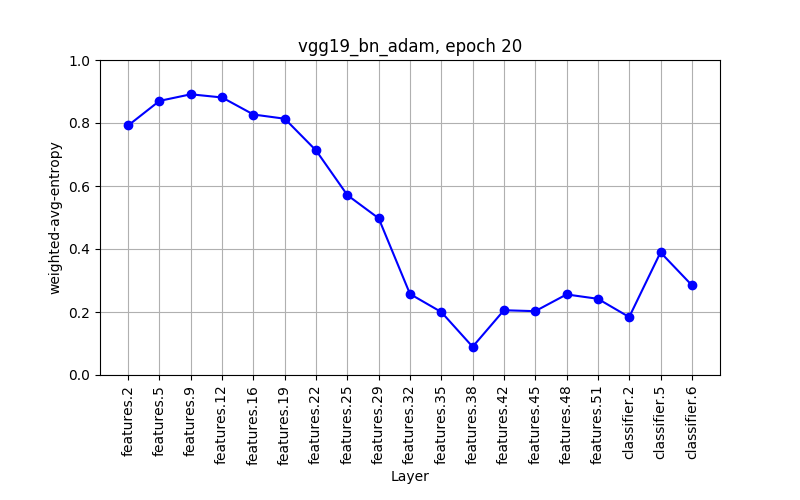 vgg19_bn_adam, epoch 20
1.0
0.8
0.6
0.4
0.2
0.0
weighted-avg-entropy
features.2
features.5
features.9
features.12
features.16
features.19
features.22
features.25
features.29
features.32
features.35
features.38
features.42
features.45
features.48
features.51
classifier.2
classifier.5
classifier.6
Layer